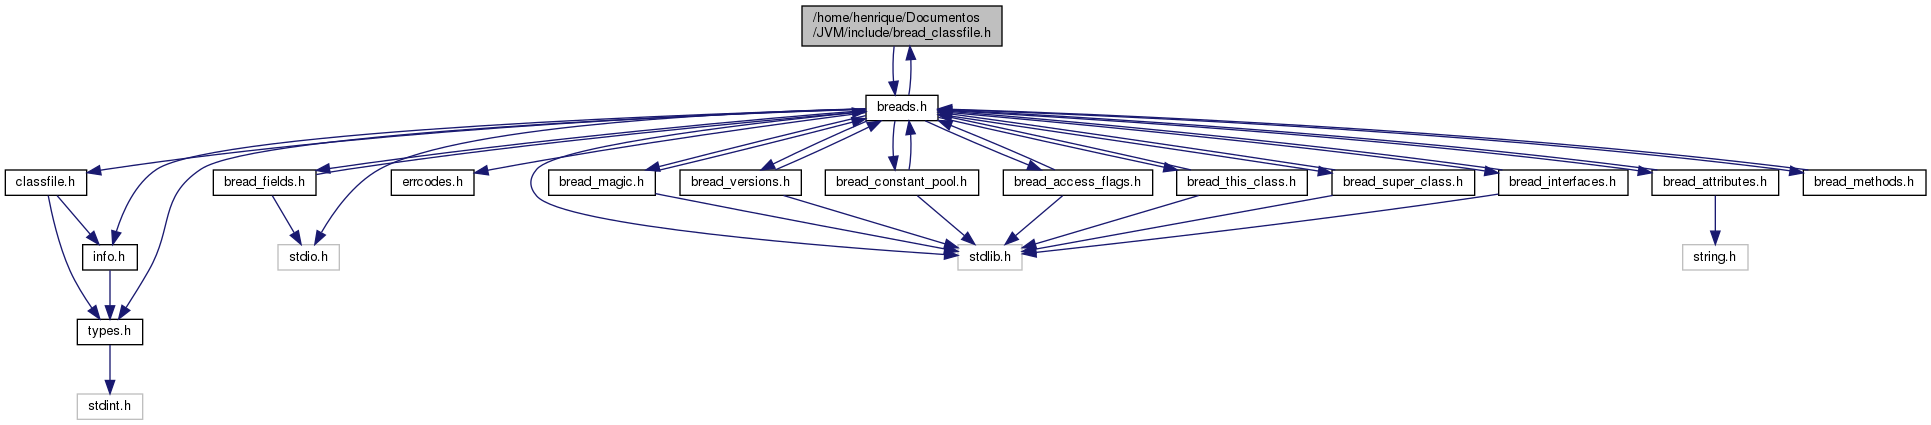 /home/henrique/Documentos
/JVM/include/bread_classfile.h
breads.h
classfile.h
bread_fields.h
errcodes.h
bread_magic.h
bread_versions.h
bread_constant_pool.h
bread_access_flags.h
bread_this_class.h
bread_super_class.h
bread_interfaces.h
bread_attributes.h
bread_methods.h
info.h
stdio.h
stdlib.h
string.h
types.h
stdint.h